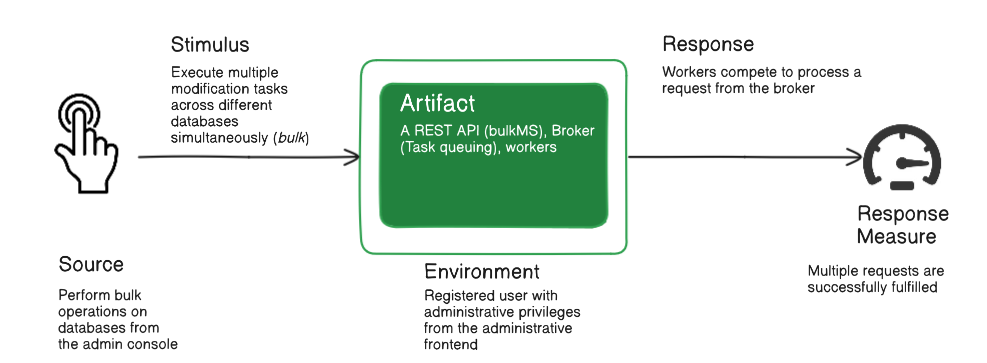 Stimulus
Execute multiple
modification tasks
across different
databases
simultaneously (bulk)
Artifact
A REST API (bulkMS), Broker
(Task queuing), workers
Response
Workers compete to process a
request from the broker
Response
Measure
Multiple requests are
successfully fulfilled
Source
Perform bulk
operations on
databases from
the admin console
Environment
Registered user with
administrative privileges
from the administrative
frontend